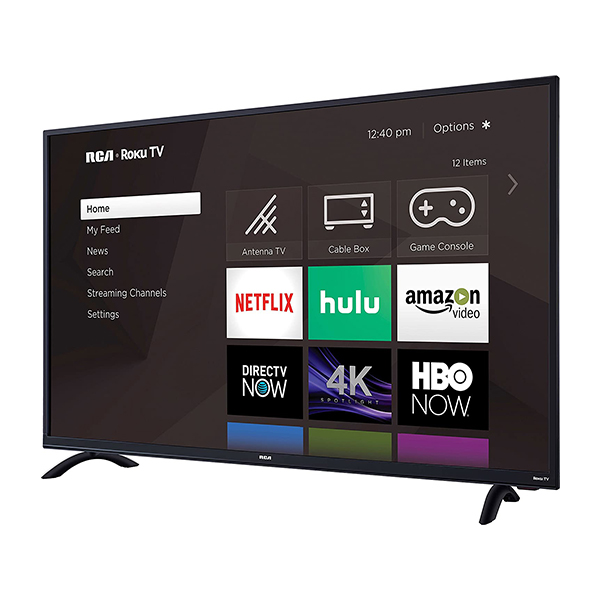 12:40 pm | Options *
RCA • Roku TV
12 Items
Home
My Feed
News
Search
Streaming Channels
Settings
Antenna TV
Cable Box
Game Console
NETFLIX
hulu
amazon
video
DIRECTV
NOW
4K
SPOTLIGHT
HBO
NOW.
RCA
Roku TV